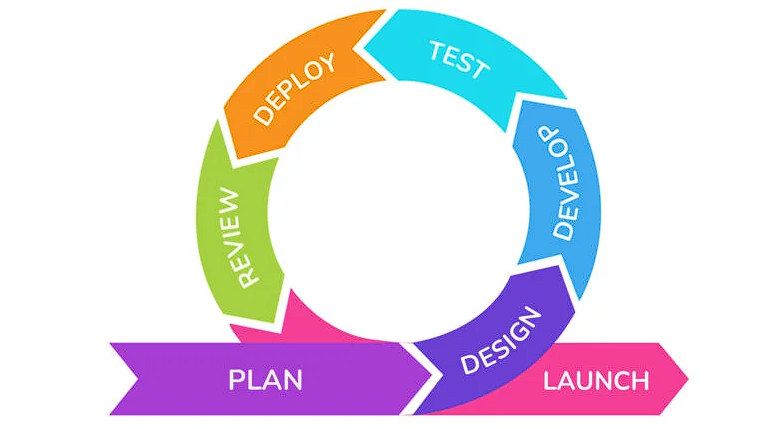 PLAN
DESIGN
DEVELOP
TEST
DEPLOY
REVIEW
LAUNCH